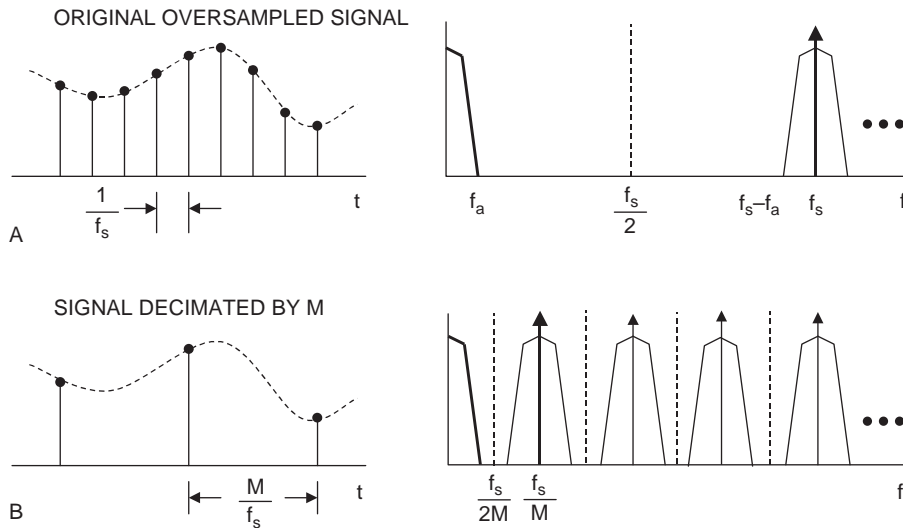 ORIGINAL OVERSAMPLED SIGNAL
1
f_s
t
f_a
f_s
2
f_s–f_a
f_s
f
A
SIGNAL DECIMATED BY M
M
f_s
t
f_s
2M
f_s
M
f
B